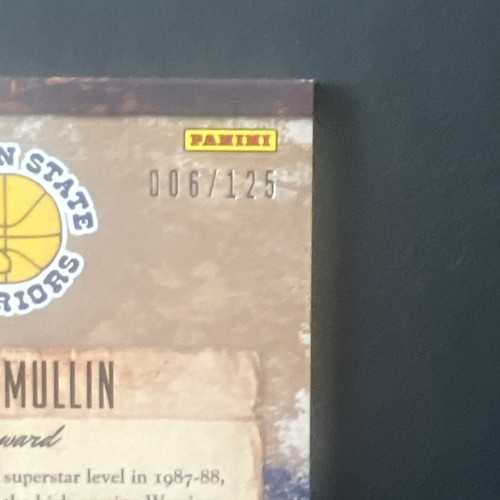 PANINI
006/125
N STATE
RIORS
MULLIN
ward
superstar level in 1987-88,